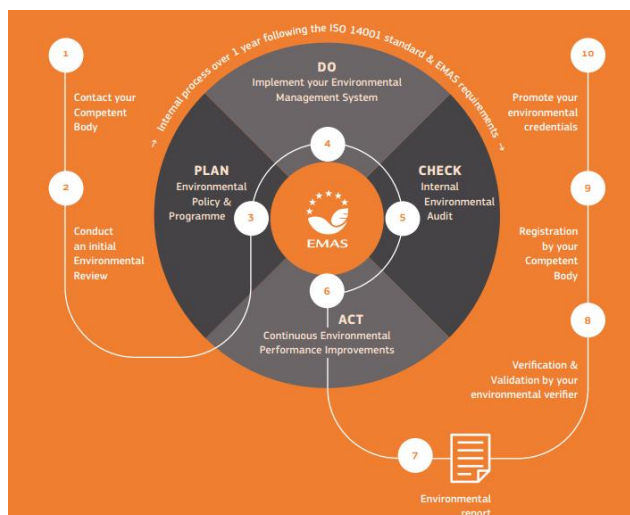 → Internal process over 1 year following the ISO 14001 standard & EMAS requirements →
1
Contact your
Competent
Body
2
Conduct
an initial
Environmental
Review
PLAN
Environmental
Policy &
Programme
3
DO
Implement your Environmental
Management System
4
CHECK
Internal
Environmental
Audit
5
EMAS
6
ACT
Continuous Environmental
Performance Improvements
7
Environmental
report
8
Verification &
Validation by your
environmental verifier
9
Registration
by your
Competent
Body
10
Promote your
environmental
credentials